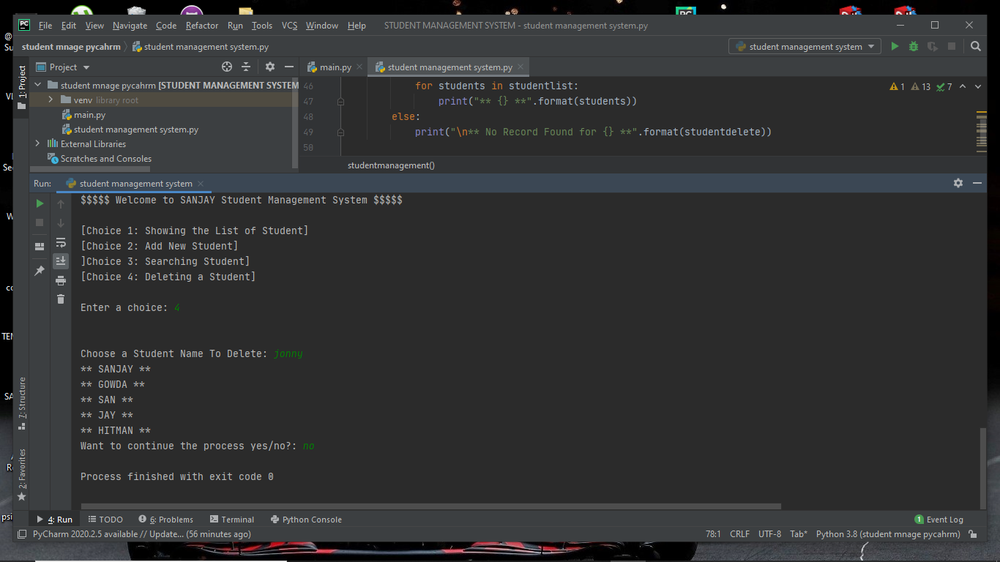 File Edit View Navigate Code Refactor Run Tools VCS Window Help STUDENT MANAGEMENT SYSTEM - student management system.py
student mnage pycahrm student management system.py student management system
1: Project
Project
main.py student management system.py
student mnage pycahrm [STUDENT MANAGEMENT SYSTEM
venv library root
main.py
student management system.py
External Libraries
Scratches and Consoles
46 for students in studentlist:
47 print("** {} **".format(students))
48 else:
49 print("\n** No Record Found for {} **".format(studentdelete))
50
1 13 7
studentmanagement()
Run: student management system
$$$$$ Welcome to SANJAY Student Management System $$$$$
[Choice 1: Showing the List of Student]
[Choice 2: Add New Student]
]Choice 3: Searching Student]
[Choice 4: Deleting a Student]
Enter a choice: 4
Choose a Student Name To Delete: jonny
** SANJAY **
** GOWDA **
** SAN **
** JAY **
** HITMAN **
Want to continue the process yes/no?: no
Process finished with exit code 0
7: Structure
2: Favorites
4: Run TODO 6: Problems Terminal Python Console 1 Event Log
PyCharm 2020.2.5 available // Update... (56 minutes ago) 78:1 CRLF UTF-8 Tab* Python 3.8 (student mnage pycahrm)